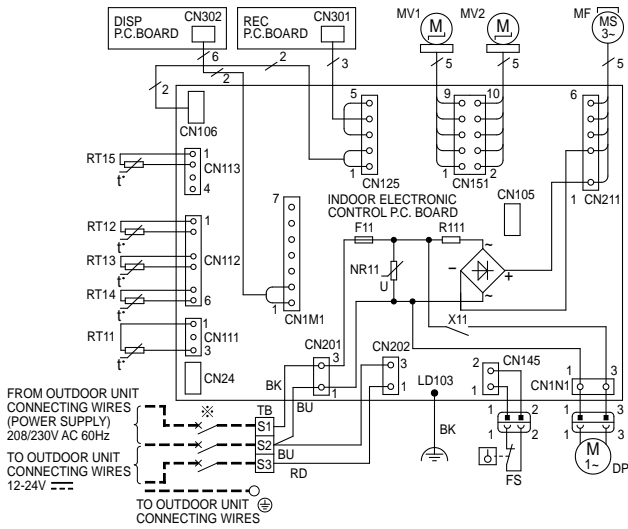 DISP
P.C.BOARD
CN302
REC
P.C.BOARD
CN301
MV1
M
MV2
M
MF
MS
3~
6
2
2
3
5
5
5
2
CN106
5
1
CN125
9
10
1
2
CN151
6
1
CN211
RT15
t°
1
4
CN113
CN105
INDOOR ELECTRONIC
CONTROL P.C. BOARD
7
1
CN1M1
RT12
t°
RT13
t°
RT14
t°
1
6
CN112
F11
R111
~
~
−
+
NR11
U
X11
RT11
t°
1
3
CN111
CN24
CN201
3
1
CN202
3
1
LD103
2
1
CN145
CN1N1
1
3
BK
BU
BK
FROM OUTDOOR UNIT
CONNECTING WIRES
(POWER SUPPLY)
208/230V AC 60Hz
※
TB
S1
S2
S3
BU
RD
TO OUTDOOR UNIT
CONNECTING WIRES
12-24V
TO OUTDOOR UNIT
CONNECTING WIRES
1
2
1
2
FS
1
3
1
3
M
1~
DP